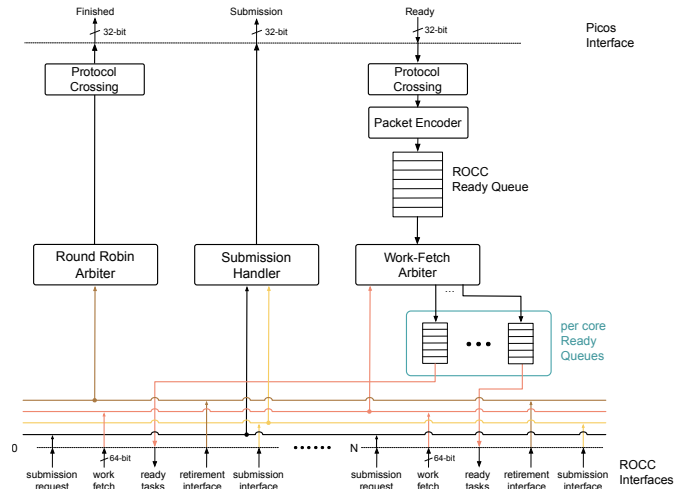 Finished
Submission
Ready
32-bit
32-bit
32-bit
Picos
Interface
Protocol
Crossing
Protocol
Crossing
Packet Encoder
ROCC
Ready Queue
Round Robin
Arbiter
Submission
Handler
Work-Fetch
Arbiter
...
per core
Ready
Queues
0
N
64-bit
64-bit
ROCC
Interfaces
submission
request
work
fetch
ready
tasks
retirement
interface
submission
interface
submission
request
work
fetch
ready
tasks
retirement
interface
submission
interface